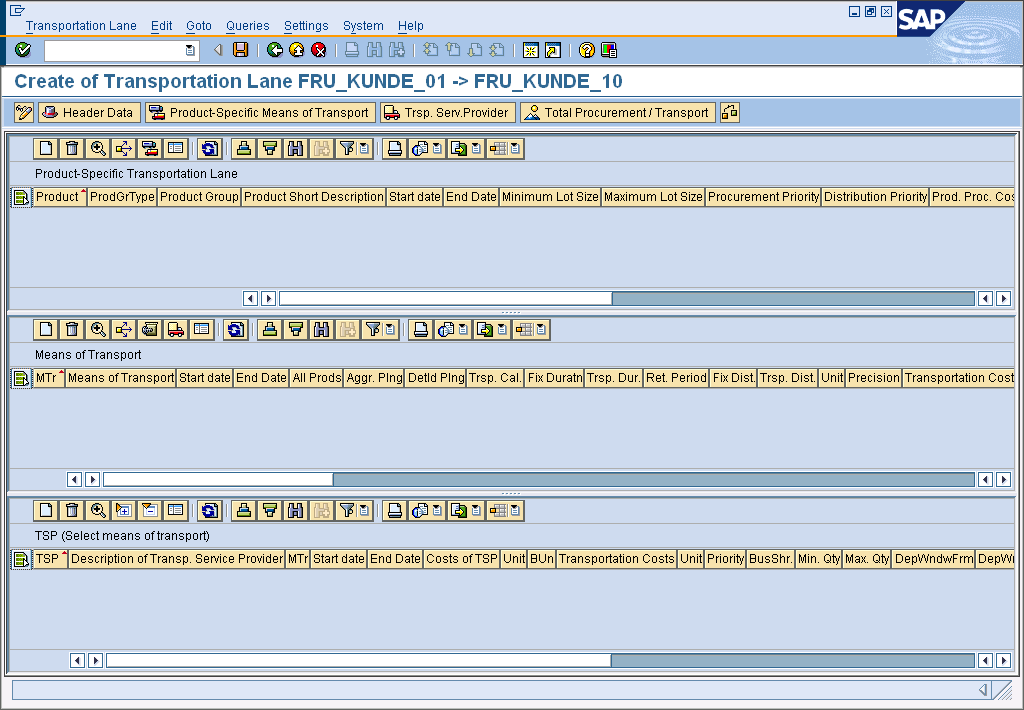 Transportation Lane Edit Goto Queries Settings System Help
SAP
Create of Transportation Lane FRU_KUNDE_01 -> FRU_KUNDE_10
Header Data Product-Specific Means of Transport Trsp. Serv.Provider Total Procurement / Transport
Product-Specific Transportation Lane
Product ProdGrType Product Group Product Short Description Start date End Date Minimum Lot Size Maximum Lot Size Procurement Priority Distribution Priority Prod. Proc. Cos
Means of Transport
MTr Means of Transport Start date End Date All Prods Aggr. Plng Detld Plng Trsp. Cal. Fix Duratn Trsp. Dur. Ret. Period Fix Dist. Trsp. Dist. Unit Precision Transportation Cost
TSP (Select means of transport)
TSP Description of Transp. Service Provider MTr Start date End Date Costs of TSP Unit BUn Transportation Costs Unit Priority BusShr. Min. Qty Max. Qty DepWndwFrm DepW